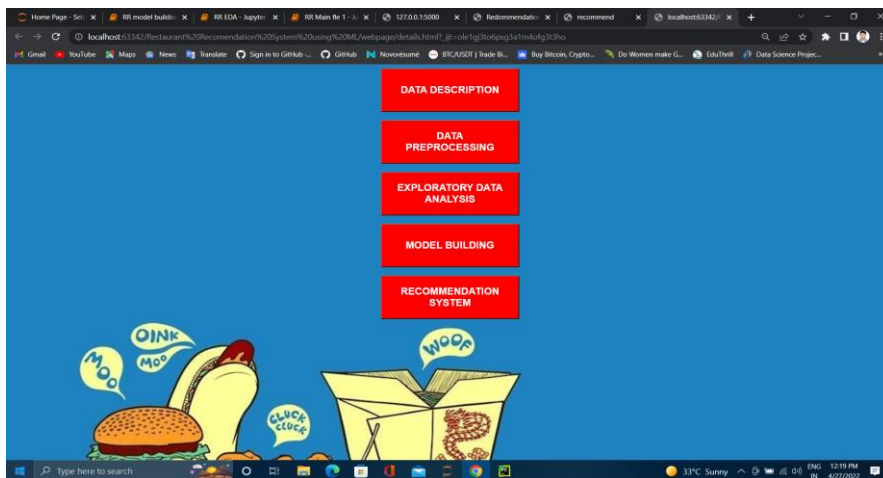 Home Page - Sel
RR model buildin
RR EDA - Jupyter
RR Main fle 1 - Ju
127.0.0.1:5000
Redommendatio
recommend
localhost:63342/
localhost:63342/Restaurant%20Recomendation%20System%20using%20ML/webpage/details.html?_ijt=ole1gj3to6psg3a1m4lofg3t3ho
Gmail
YouTube
Maps
News
Translate
Sign in to GitHub ·...
GitHub
Novorésumé
BTC/USDT | Trade Bi...
Buy Bitcoin, Crypto...
Do Women make G...
EduThrill
Data Science Projec...
DATA DESCRIPTION
DATA
PREPROCESSING
EXPLORATORY DATA
ANALYSIS
MODEL BUILDING
RECOMMENDATION
SYSTEM
OINK
MOO
MOO
WOOF
CLUCK
CLUCK
Type here to search
33°C Sunny
ENG
IN
12:19 PM
4/27/2022